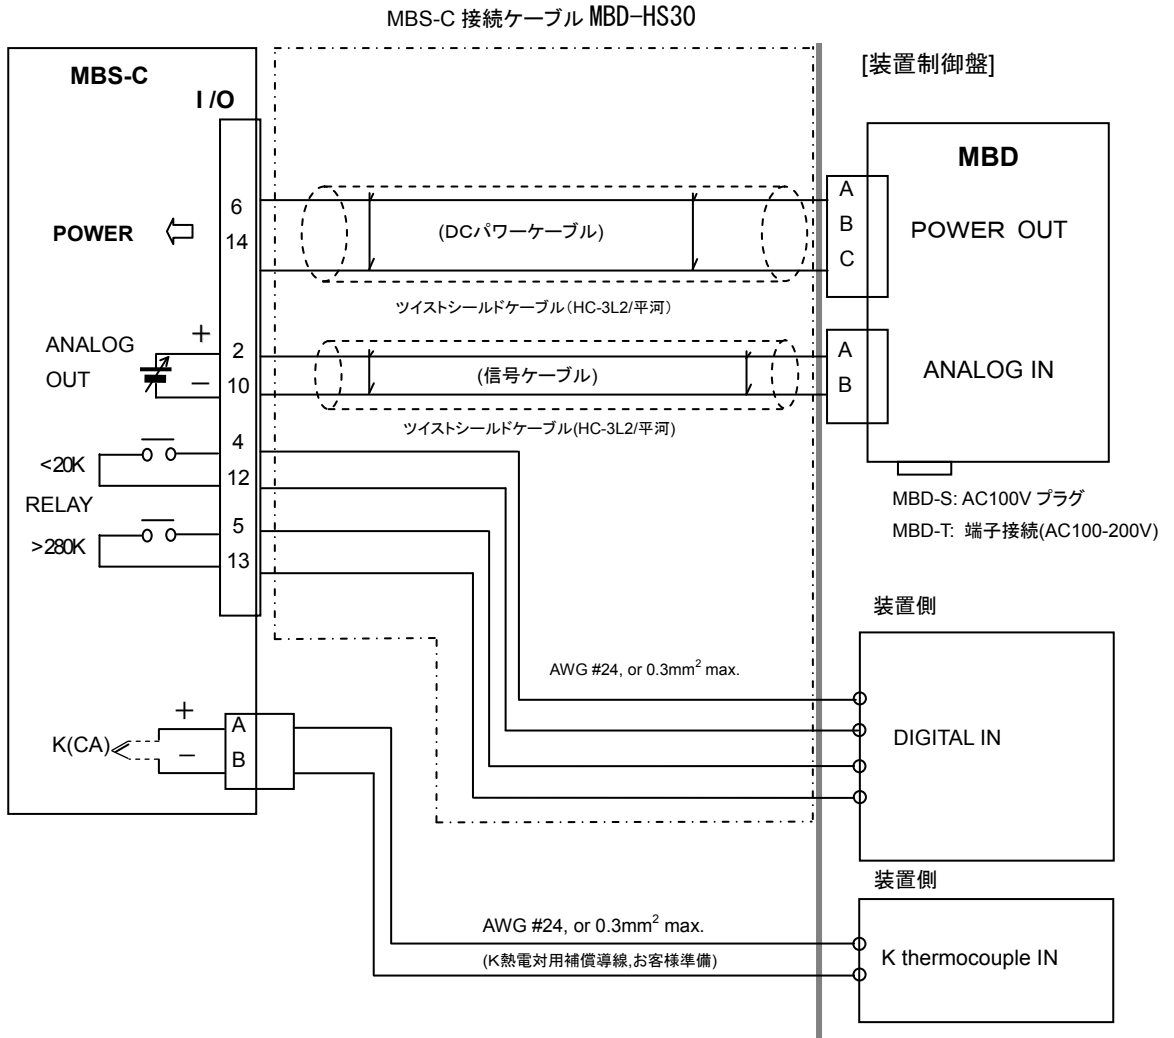 MBS-C 接続ケーブル MBD-HS30
[装置制御盤]
MBS-C
I /O
MBD
6
14
POWER
(DCパワーケーブル)
A
B
C
POWER OUT
ツイストシールドケーブル(HC-3L2/平河)
ANALOG
OUT
+
−
2
10
(信号ケーブル)
A
B
ANALOG IN
ツイストシールドケーブル(HC-3L2/平河)
4
12
<20K
RELAY
5
13
>280K
MBD-S: AC100V プラグ
MBD-T: 端子接続(AC100-200V)
装置側
AWG #24, or 0.3mm² max.
DIGITAL IN
K(CA)
+
−
A
B
装置側
AWG #24, or 0.3mm² max.
(K熱電対用補償導線,お客様準備)
K thermocouple IN